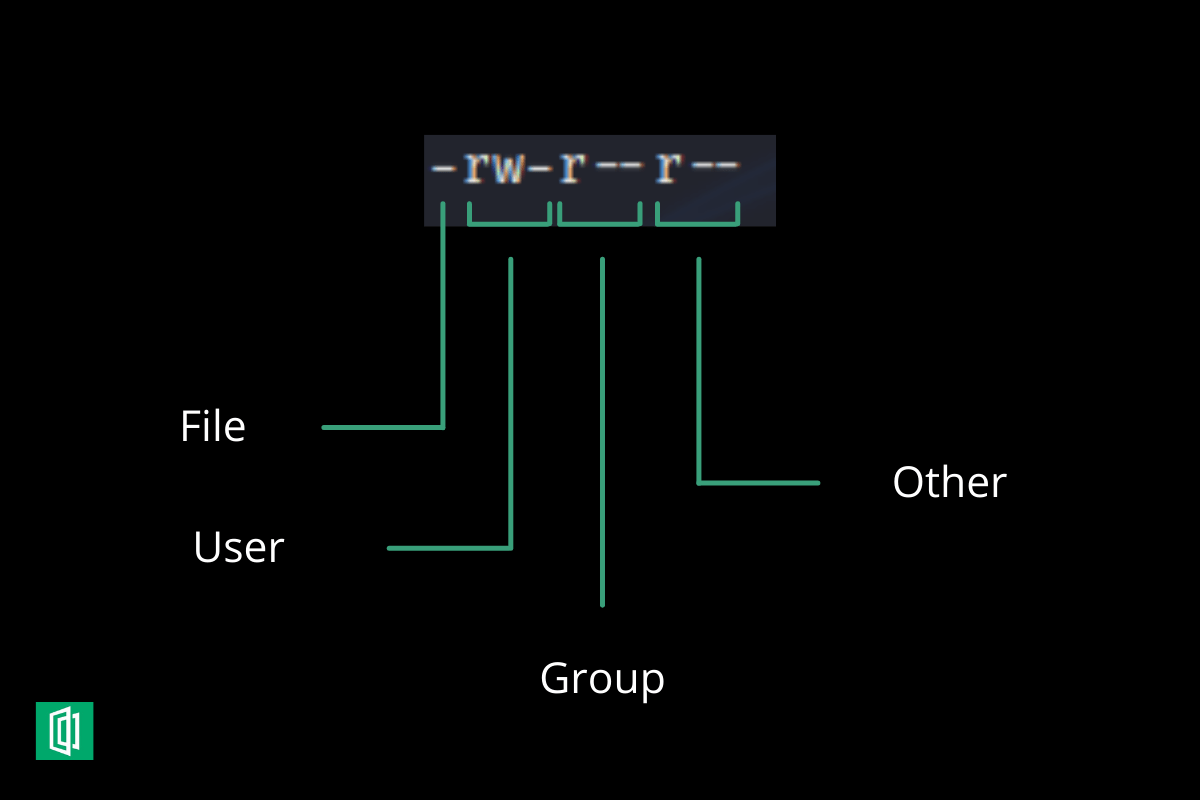 -rw-r--r--
File
Other
User
Group